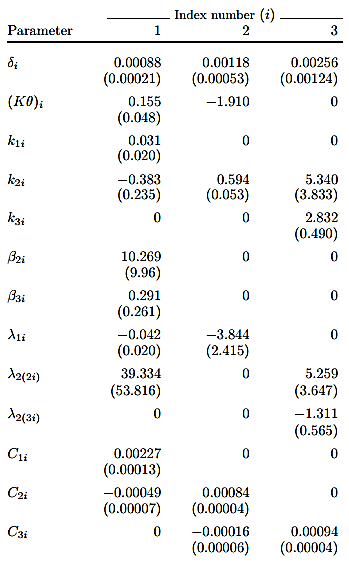 Index number (i)
Parameter 1 2 3
δi 0.00088 0.00118 0.00256
(0.00021) (0.00053) (0.00124)
(Kθ)i 0.155 −1.910 0
(0.048)
k1i 0.031 0 0
(0.020)
k2i −0.383 0.594 5.340
(0.235) (0.053) (3.833)
k3i 0 0 2.832
(0.490)
β2i 10.269 0 0
(9.96)
β3i 0.291 0 0
(0.261)
λ1i −0.042 −3.844 0
(0.020) (2.415)
λ2(2i) 39.334 0 5.259
(53.816) (3.647)
λ2(3i) 0 0 −1.311
(0.565)
C1i 0.00227 0 0
(0.00013)
C2i −0.00049 0.00084 0
(0.00007) (0.00004)
C3i 0 −0.00016 0.00094
(0.00006) (0.00004)